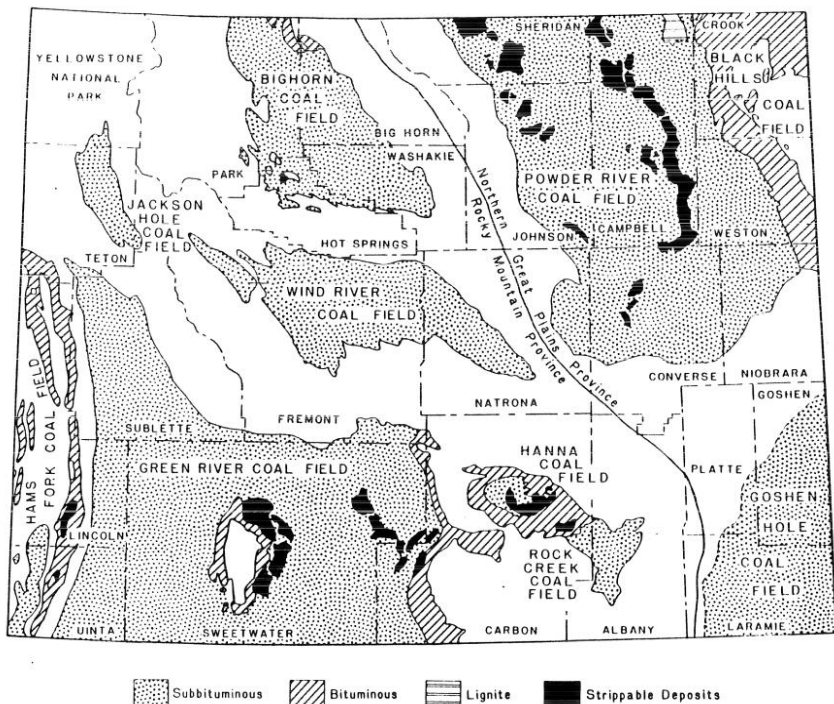 SHERIDAN
CROOK
YELLOWSTONE
NATIONAL
PARK
BIGHORN
COAL
FIELD
BLACK
HILLS
COAL
FIELD
BIG HORN
WASHAKIE
PARK
POWDER RIVER
COAL FIELD
JACKSON
HOLE
COAL
FIELD
Northern Great Plains Province
Rocky Mountain Province
HOT SPRINGS
JOHNSON
CAMPBELL
WESTON
TETON
WIND RIVER
COAL FIELD
HAMS FORK COAL FIELD
CONVERSE
NIOBRARA
GOSHEN
NATRONA
SUBLETTE
FREMONT
HANNA
COAL
FIELD
PLATTE
GREEN RIVER COAL FIELD
GOSHEN
HOLE
COAL
FIELD
LINCOLN
ROCK
CREEK
COAL
FIELD
UINTA
SWEETWATER
CARBON
ALBANY
LARAMIE
Subbituminous
Bituminous
Lignite
Strippable Deposits